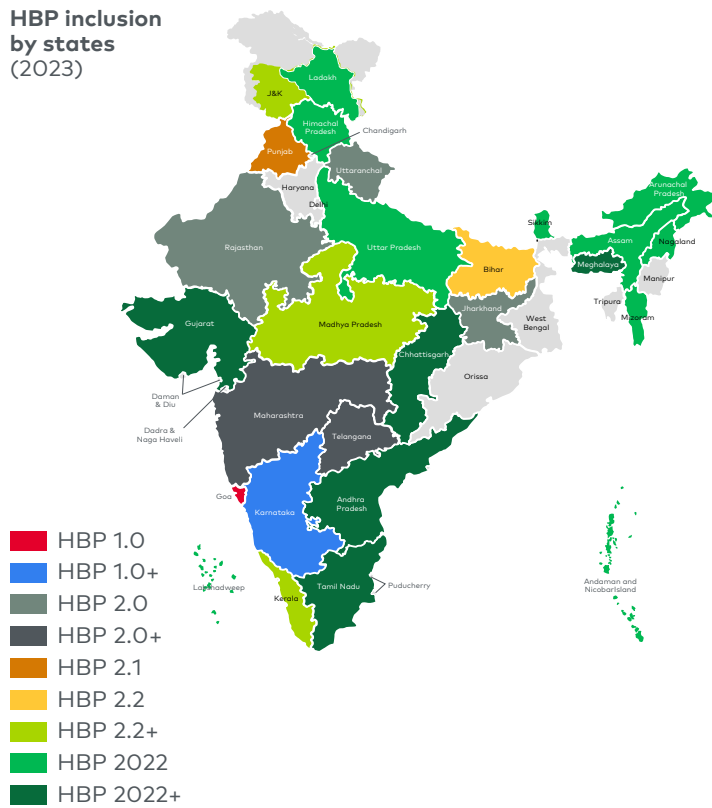 HBP inclusion
by states
(2023)
Ladakh
J&K
Himachal
Pradesh
Chandigarh
Punjab
Uttaranchal
Haryana
Delhi
Arunachal
Pradesh
Sikkim
Rajasthan
Uttar Pradesh
Assam
Nagaland
Bihar
Meghalaya
Manipur
Tripura
Mizoram
Jharkhand
West
Bengal
Gujarat
Madhya Pradesh
Chhattisgarh
Orissa
Daman
& Diu
Dadra &
Naga Haveli
Maharashtra
Telangana
Goa
Andhra
Pradesh
Karnataka
Lakshadweep
Kerala
Tamil Nadu
Puducherry
Andaman and
NicobarIsland
HBP 1.0
HBP 1.0+
HBP 2.0
HBP 2.0+
HBP 2.1
HBP 2.2
HBP 2.2+
HBP 2022
HBP 2022+